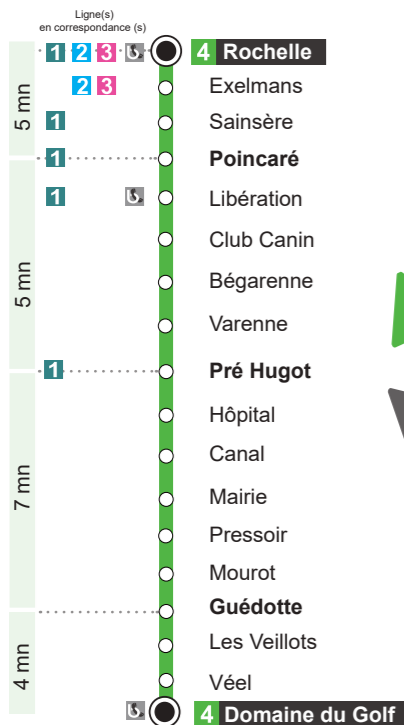 Ligne(s)
en correspondance (s)
1 2 3 4 Rochelle
2 3 Exelmans
5 mn
1 Sainsère
1 Poincaré
1 Libération
Club Canin
5 mn
Bégarenne
Varenne
1 Pré Hugot
Hôpital
Canal
7 mn
Mairie
Pressoir
Mourot
Guédotte
Les Veillots
4 mn
Véel
4 Domaine du Golf